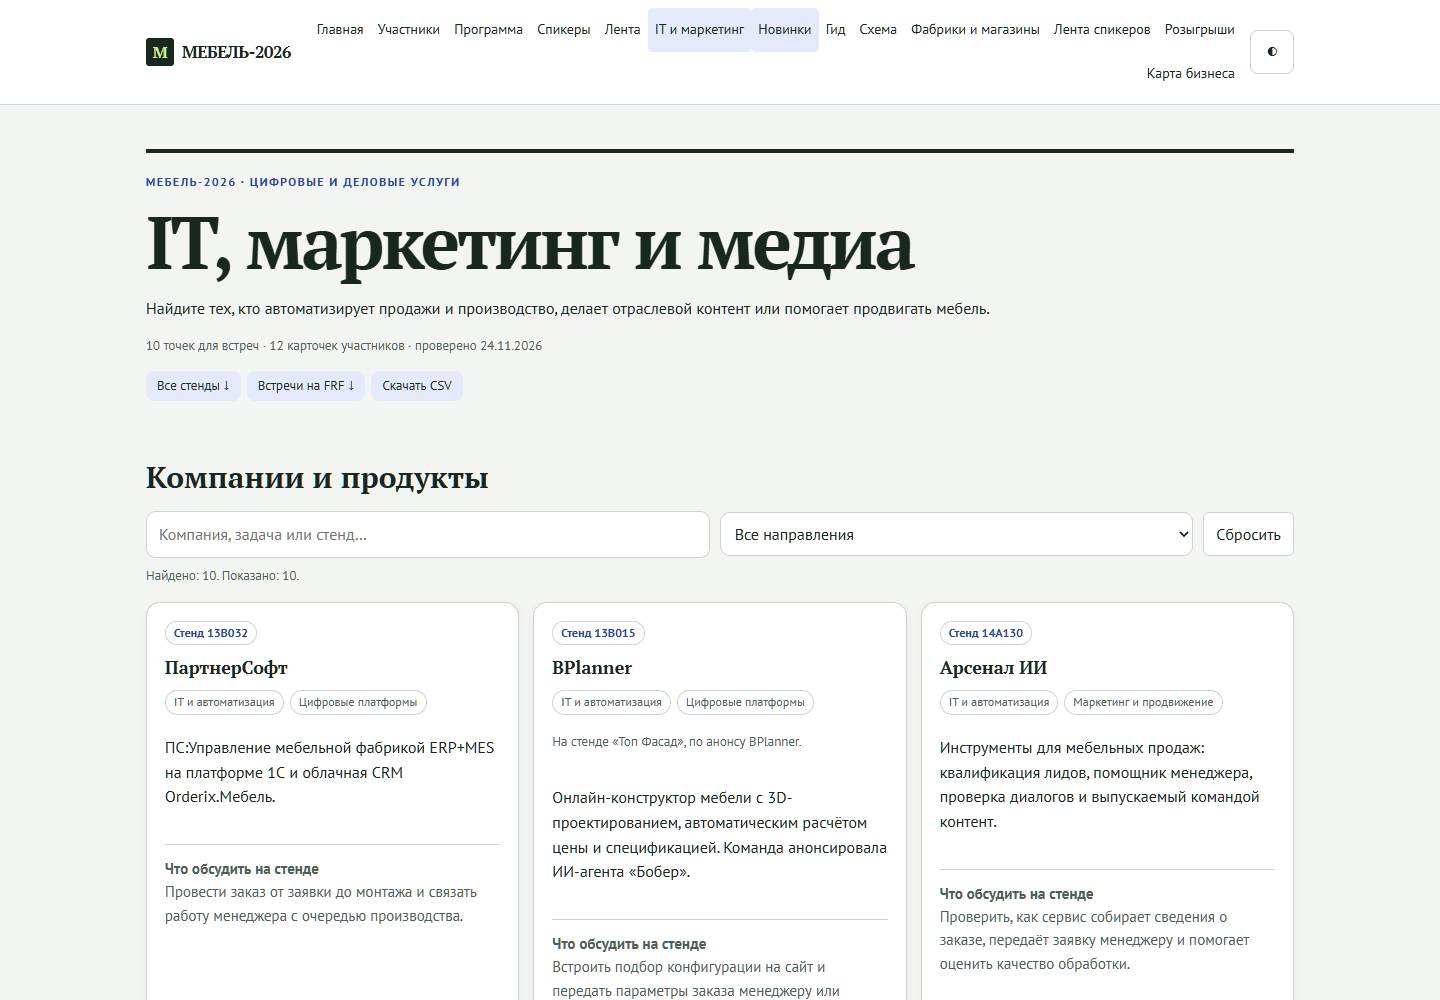 М МЕБЕЛЬ-2026
Главная Участники Программа Спикеры Лента IT и маркетинг Новинки Гид Схема Фабрики и магазины Лента спикеров Розыгрыши
Карта бизнеса
МЕБЕЛЬ-2026 · ЦИФРОВЫЕ И ДЕЛОВЫЕ УСЛУГИ
IT, маркетинг и медиа
Найдите тех, кто автоматизирует продажи и производство, делает отраслевой контент или помогает продвигать мебель.
10 точек для встреч · 12 карточек участников · проверено 24.11.2026
Все стенды ↓ Встречи на FRF ↓ Скачать CSV
Компании и продукты
Компания, задача или стенд... Все направления Сбросить
Найдено: 10. Показано: 10.
Стенд 13B032
ПартнерСофт
IT и автоматизация Цифровые платформы
ПС:Управление мебельной фабрикой ERP+MES
на платформе 1С и облачная CRM
Orderix.Мебель.
Что обсудить на стенде
Провести заказ от заявки до монтажа и связать
работу менеджера с очередью производства.
Стенд 13B015
BPlanner
IT и автоматизация Цифровые платформы
На стенде «Топ Фасад», по анонсу BPlanner.
Онлайн-конструктор мебели с 3D-
проектированием, автоматическим расчётом
цены и спецификацией. Команда анонсировала
ИИ-агента «Бобер».
Что обсудить на стенде
Встроить подбор конфигурации на сайт и
передать параметры заказа менеджеру или
Стенд 14A130
Арсенал ИИ
IT и автоматизация Маркетинг и продвижение
Инструменты для мебельных продаж:
квалификация лидов, помощник менеджера,
проверка диалогов и выпускаемый командой
контент.
Что обсудить на стенде
Проверить, как сервис собирает сведения о
заказе, передаёт заявку менеджеру и помогает
оценить качество обработки.